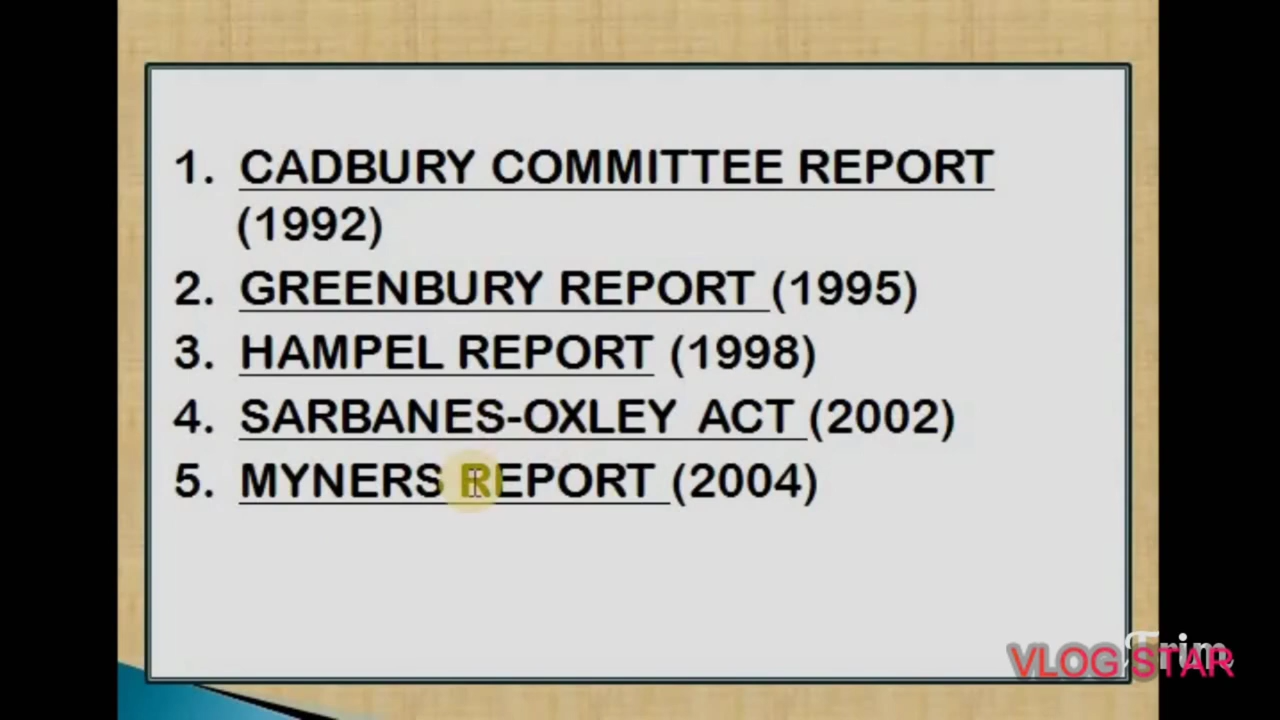 1. CADBURY COMMITTEE REPORT
(1992)
2. GREENBURY REPORT (1995)
3. HAMPEL REPORT (1998)
4. SARBANES-OXLEY ACT (2002)
5. MYNERS REPORT (2004)
Trim
VLOG STAR